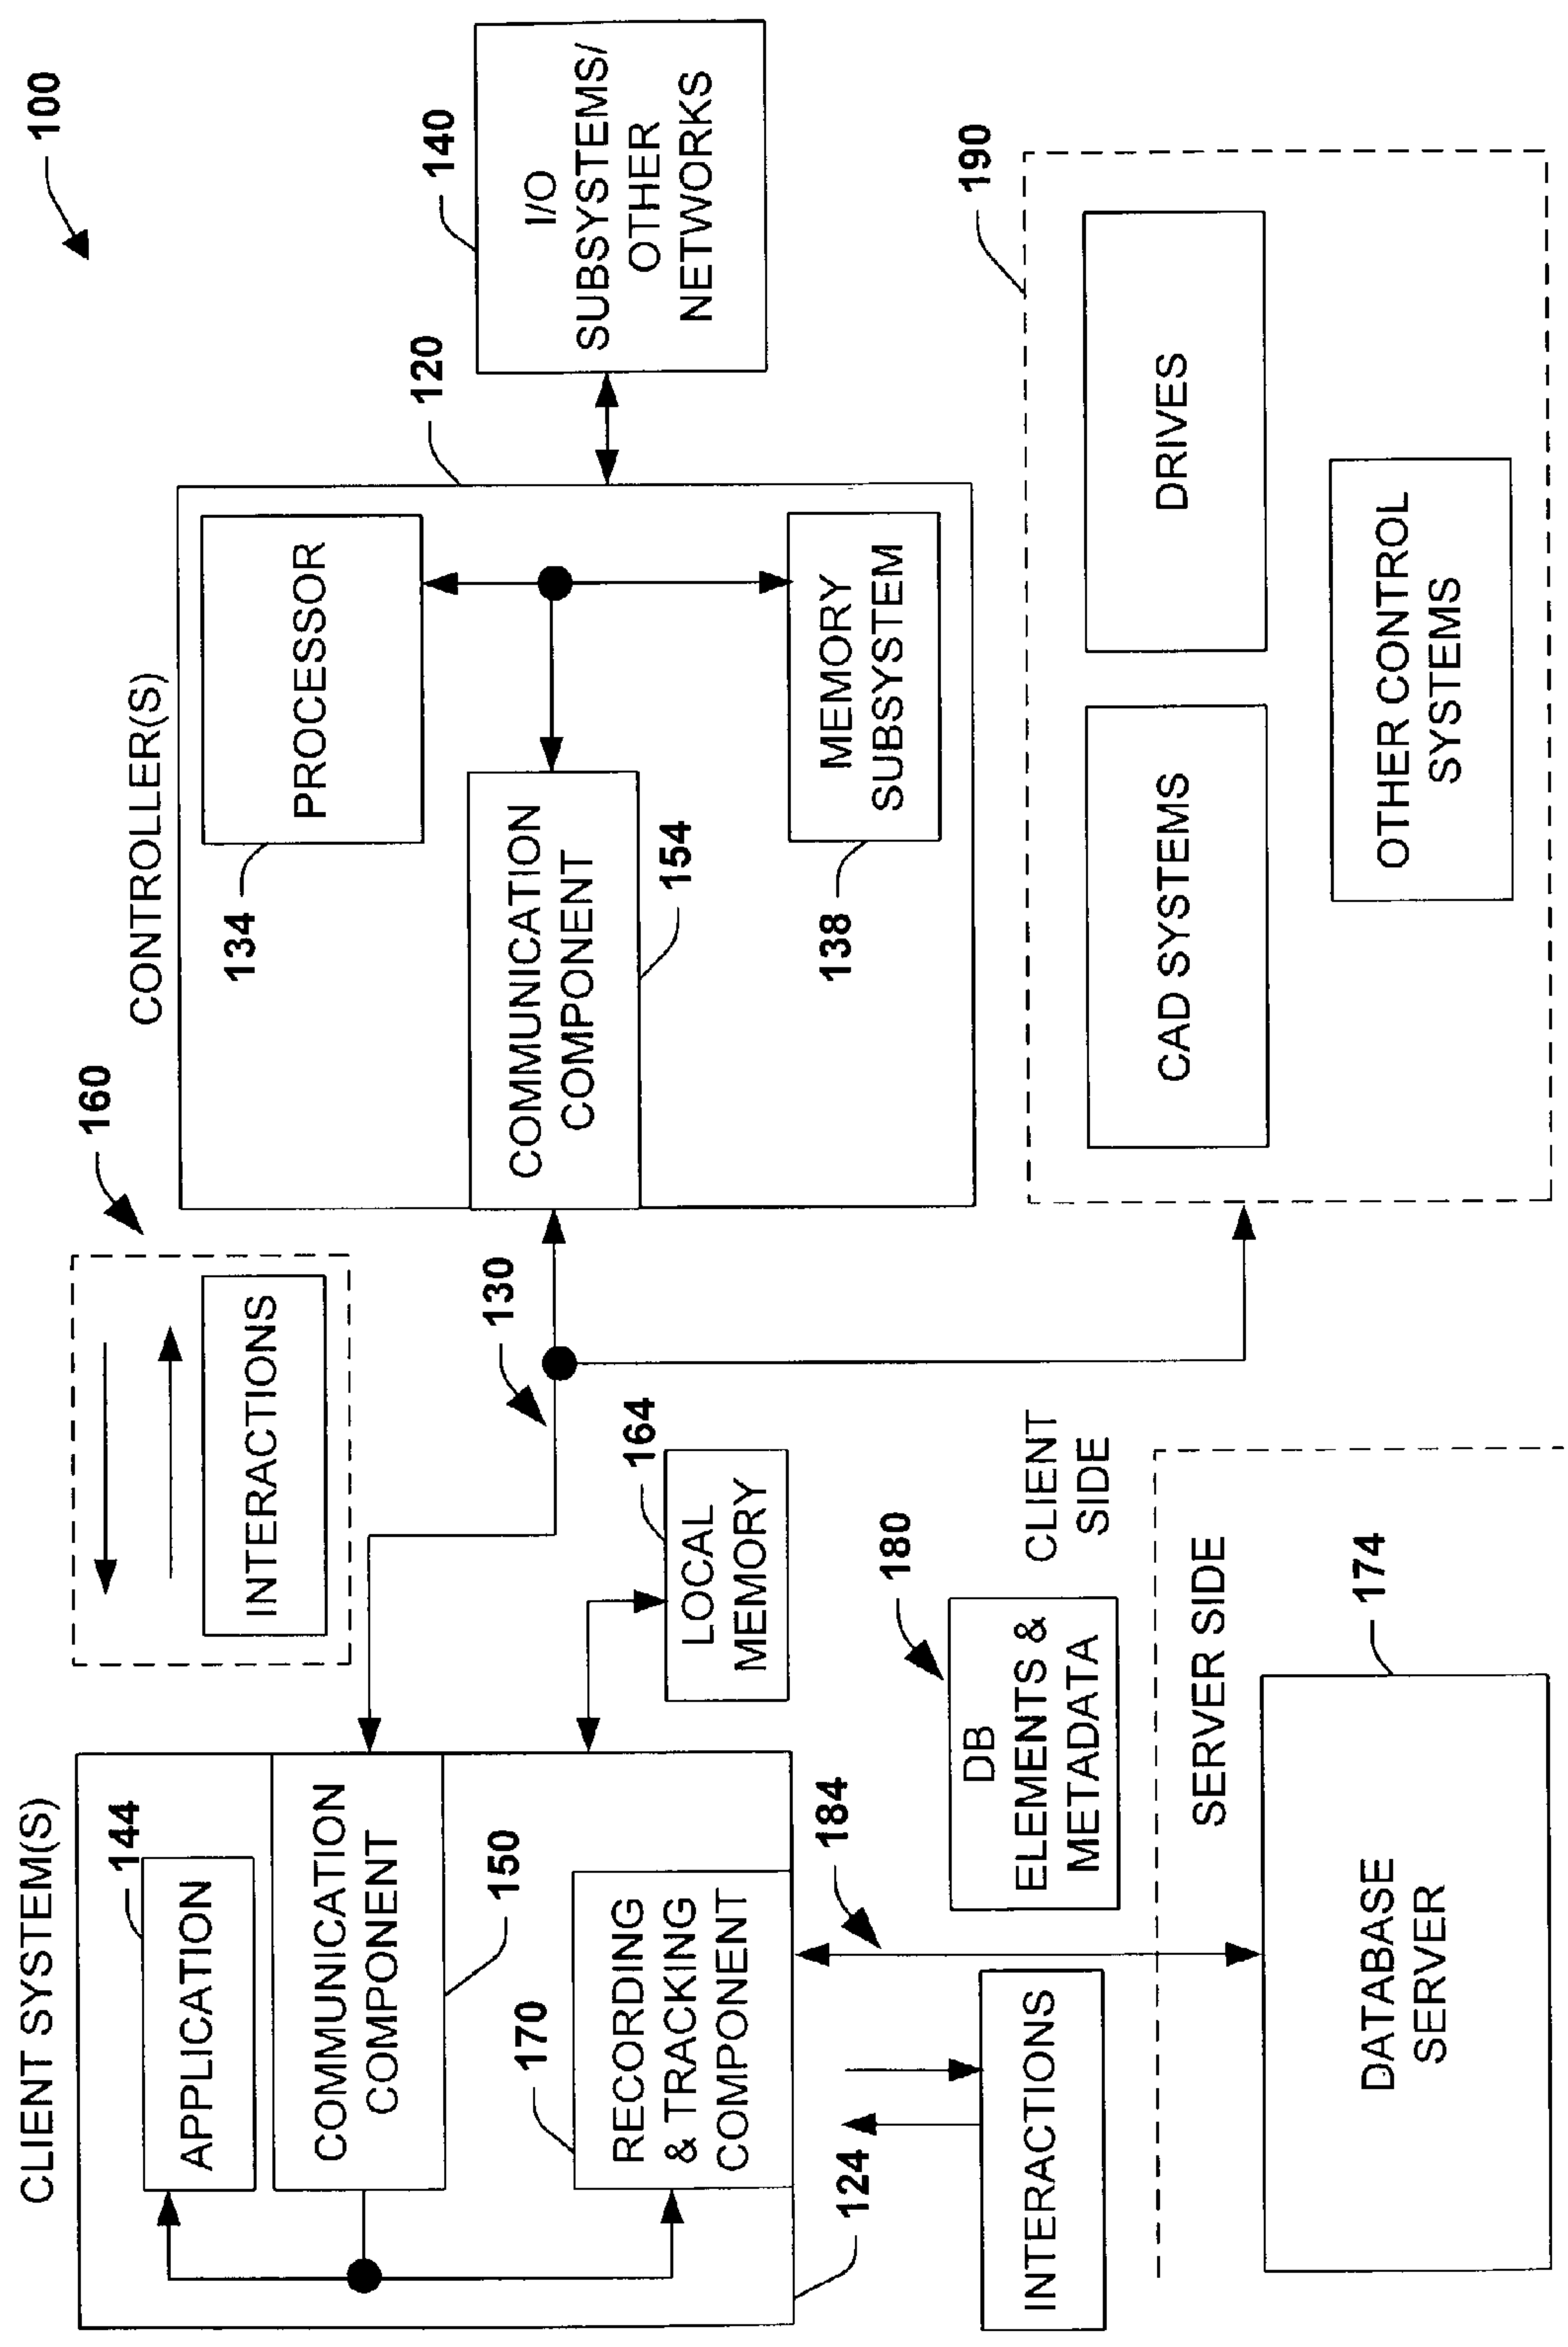 100
CLIENT SYSTEM(S)
144
APPLICATION
COMMUNICATION
COMPONENT
150
170
RECORDING
& TRACKING
COMPONENT
124
160
INTERACTIONS
130
164
LOCAL
MEMORY
CONTROLLER(S)
120
PROCESSOR
134
COMMUNICATION
COMPONENT
154
MEMORY
SUBSYSTEM
138
140
I/O
SUBSYSTEMS/
OTHER
NETWORKS
INTERACTIONS
184
180
DB
ELEMENTS &
METADATA
CLIENT
SIDE
SERVER SIDE
174
DATABASE
SERVER
190
CAD SYSTEMS
DRIVES
OTHER CONTROL
SYSTEMS